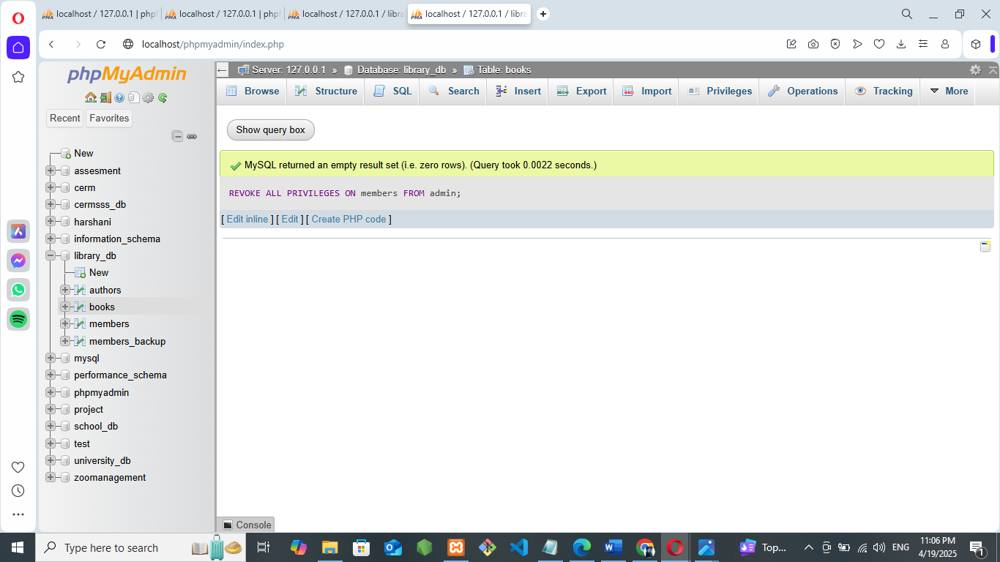 localhost / 127.0.0.1 | php
localhost / 127.0.0.1 | php
localhost / 127.0.0.1 / libra
localhost / 127.0.0.1 / libra
localhost/phpmyadmin/index.php
phpMyAdmin
Recent
Favorites
New
assesment
cerm
cermsss_db
harshani
information_schema
library_db
New
authors
books
members
members_backup
mysql
performance_schema
phpmyadmin
project
school_db
test
university_db
zoomanagement
Server: 127.0.0.1 » Database: library_db » Table: books
Browse
Structure
SQL
Search
Insert
Export
Import
Privileges
Operations
Tracking
More
Show query box
MySQL returned an empty result set (i.e. zero rows). (Query took 0.0022 seconds.)
REVOKE ALL PRIVILEGES ON members FROM admin;
[ Edit inline ] [ Edit ] [ Create PHP code ]
Console
Type here to search
Top...
ENG
11:06 PM
4/19/2025
1